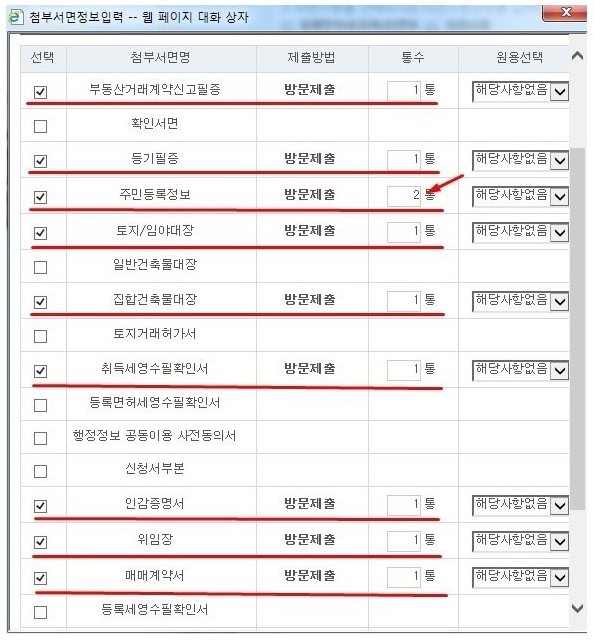 첨부서면정보입력 -- 웹 페이지 대화 상자
선택 첨부서면명 제출방법 통수 원용선택
부동산거래계약신고필증 방문제출 1 통 해당사항없음
확인서면
등기필증 방문제출 1 통 해당사항없음
주민등록정보 방문제출 2 통 해당사항없음
토지/임야대장 방문제출 1 통 해당사항없음
일반건축물대장
집합건축물대장 방문제출 1 통 해당사항없음
토지거래허가서
취득세영수필확인서 방문제출 1 통 해당사항없음
등록면허세영수필확인서
행정정보 공동이용 사전동의서
신청서부본
인감증명서 방문제출 1 통 해당사항없음
위임장 방문제출 1 통 해당사항없음
매매계약서 방문제출 1 통 해당사항없음
등록세영수필확인서